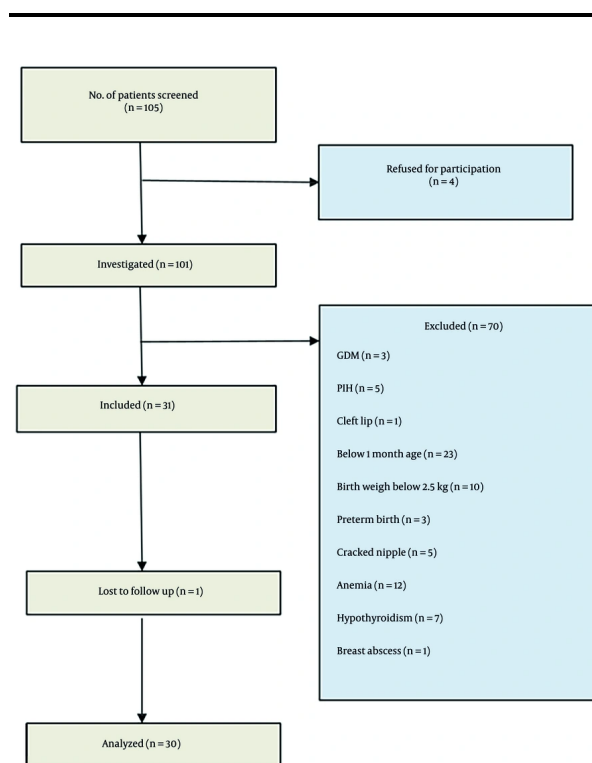 No. of patients screened
(n = 105)
Refused for participation
(n = 4)
Investigated (n = 101)
Excluded (n = 70)
GDM (n = 3)
PIH (n = 5)
Cleft lip (n = 1)
Below 1 month age (n = 23)
Birth weigh below 2.5 kg (n = 10)
Preterm birth (n = 3)
Cracked nipple (n = 5)
Anemia (n = 12)
Hypothyroidism (n = 7)
Breast abscess (n = 1)
Included (n = 31)
Lost to follow up (n = 1)
Analyzed (n = 30)